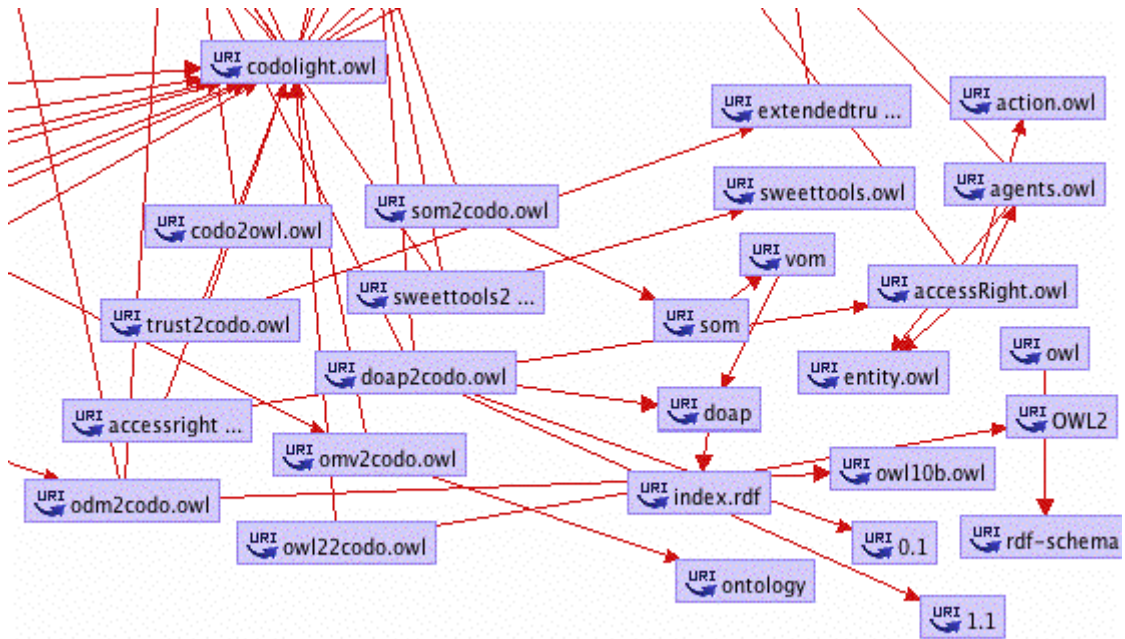 URI codolight.owl
URI extendedtru ...
URI action.owl
URI sweettools.owl
URI agents.owl
URI som2codo.owl
URI codo2owl.owl
URI vom
URI sweettools2 ...
URI accessRight.owl
URI trust2codo.owl
URI som
URI owl
URI doap2codo.owl
URI entity.owl
URI accessright ...
URI doap
URI OWL2
URI omv2codo.owl
URI owl10b.owl
URI odm2codo.owl
URI index.rdf
URI owl22codo.owl
URI 0.1
URI rdf-schema
URI ontology
URI 1.1